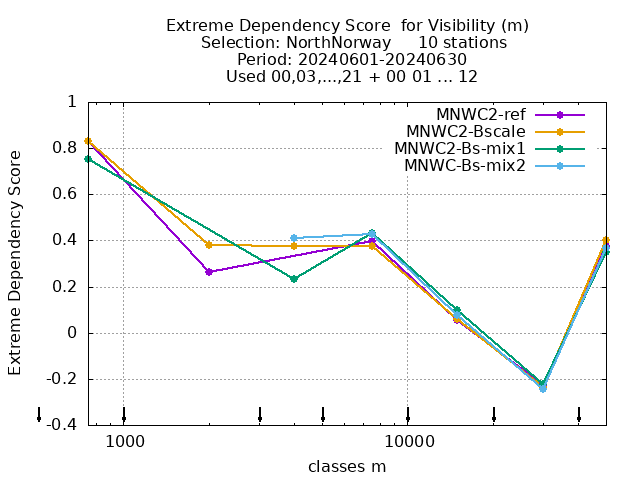 Extreme Dependency Score  for Visibility (m)
Selection: NorthNorway     10 stations
Period: 20240601-20240630
Used 00,03,...,21 + 00 01 ... 12
MNWC2-ref
MNWC2-Bscale
MNWC2-Bs-mix1
MNWC-Bs-mix2
Extreme Dependency Score
1
0.8
0.6
0.4
0.2
0
-0.2
-0.4
1000 10000
classes m